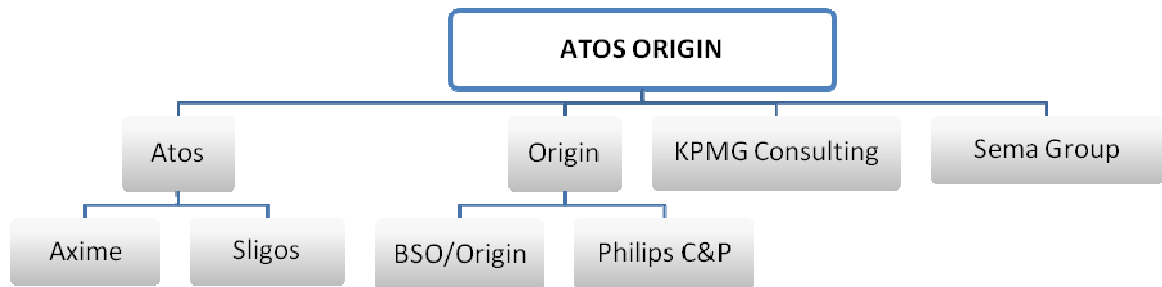 ATOS ORIGIN
Atos
Origin
KPMG Consulting
Sema Group
Axime
Sligos
BSO/Origin
Philips C&P